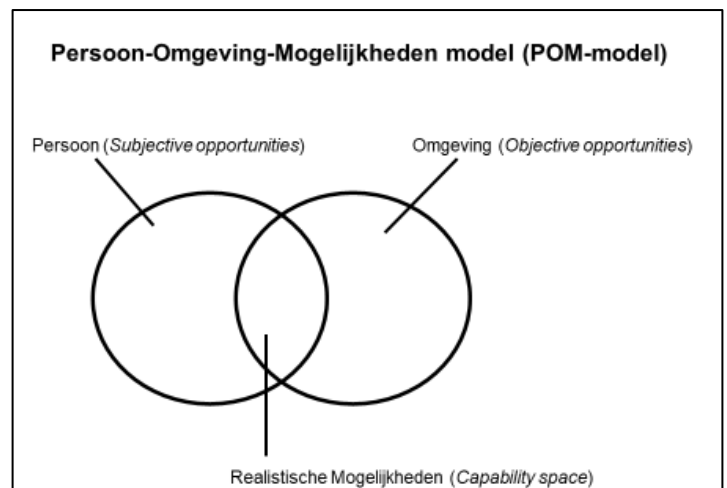 Persoon-Omgeving-Mogelijkheden model (POM-model)
Persoon (Subjective opportunities)
Omgeving (Objective opportunities)
Realistische Mogelijkheden (Capability space)